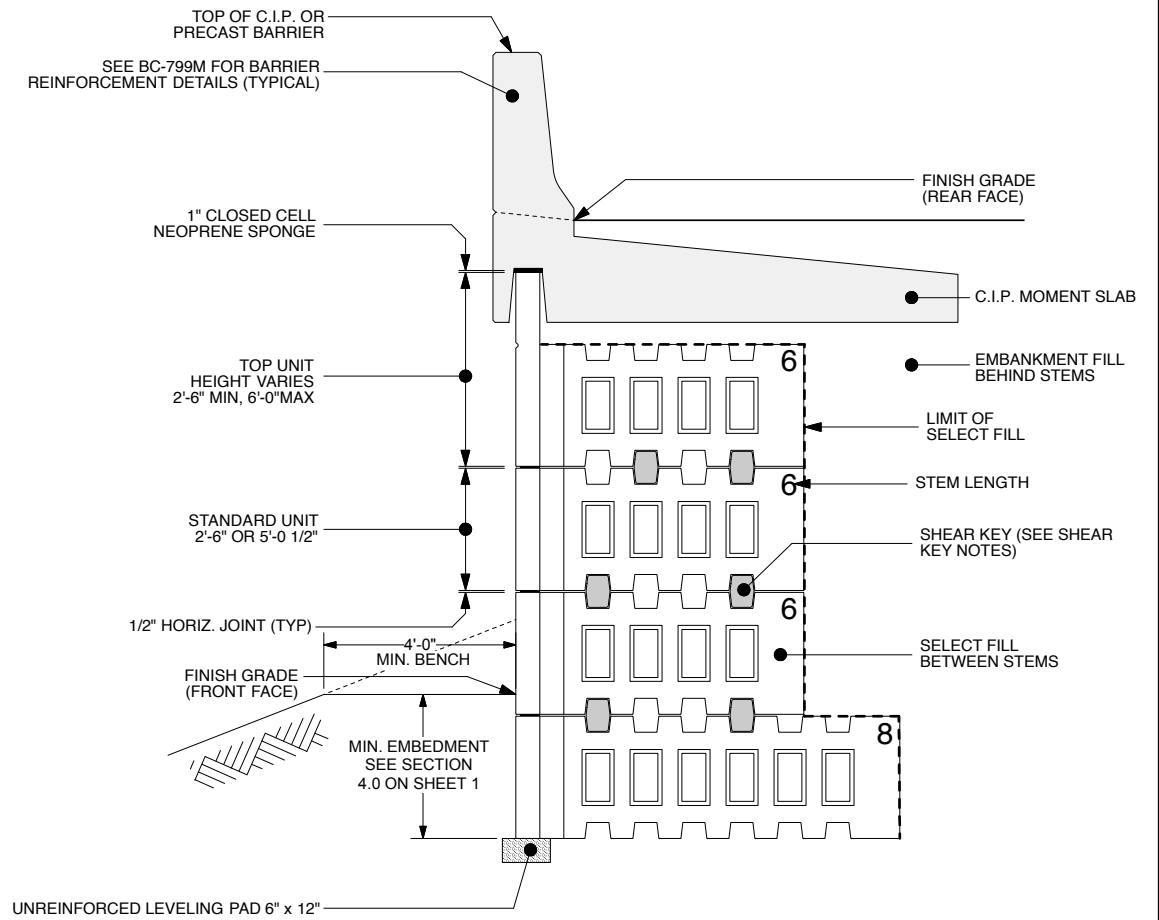 TOP OF C.I.P. OR
PRECAST BARRIER
SEE BC-799M FOR BARRIER
REINFORCEMENT DETAILS (TYPICAL)
FINISH GRADE
(REAR FACE)
1" CLOSED CELL
NEOPRENE SPONGE
C.I.P. MOMENT SLAB
TOP UNIT
HEIGHT VARIES
2'-6" MIN, 6'-0"MAX
6
EMBANKMENT FILL
BEHIND STEMS
LIMIT OF
SELECT FILL
6
STEM LENGTH
STANDARD UNIT
2'-6" OR 5'-0 1/2"
SHEAR KEY (SEE SHEAR
KEY NOTES)
6
1/2" HORIZ. JOINT (TYP)
4'-0"
MIN. BENCH
SELECT FILL
BETWEEN STEMS
FINISH GRADE
(FRONT FACE)
8
MIN. EMBEDMENT
SEE SECTION
4.0 ON SHEET 1
UNREINFORCED LEVELING PAD 6" x 12"